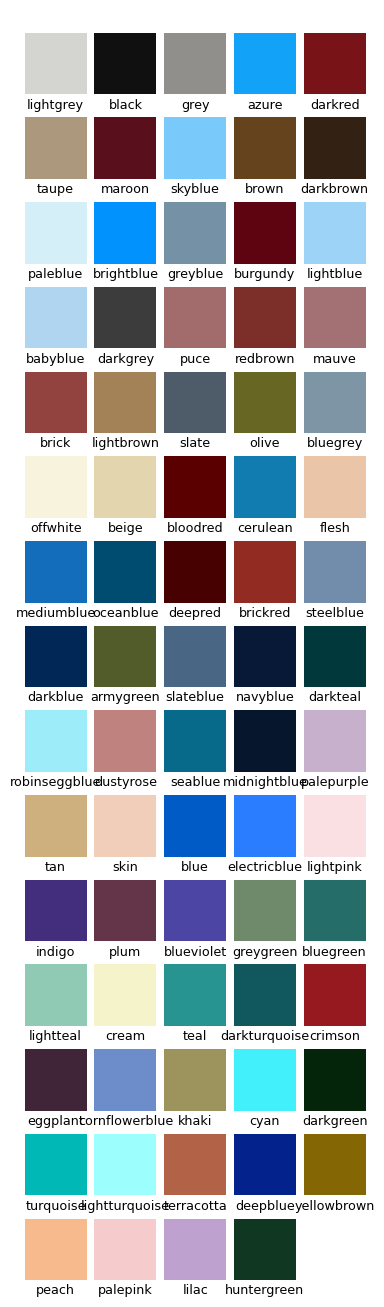 lightgrey black grey azure darkred
taupe maroon skyblue brown darkbrown
paleblue brightblue greyblue burgundy lightblue
babyblue darkgrey puce redbrown mauve
brick lightbrown slate olive bluegrey
offwhite beige bloodred cerulean flesh
mediumblue oceanblue deepred brickred steelblue
darkblue armygreen slateblue navyblue darkteal
robinseggblue dustyrose seablue midnightblue palepurple
tan skin blue electricblue lightpink
indigo plum blueviolet greygreen bluegreen
lightteal cream teal darkturquoise crimson
eggplant cornflowerblue khaki cyan darkgreen
turquoise lightturquoise terracotta deepblue yellowbrown
peach palepink lilac huntergreen